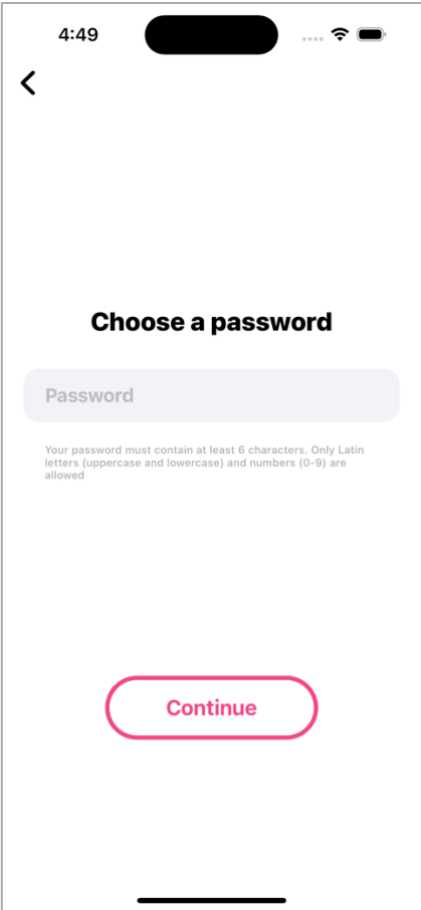 4:49
Choose a password
Password
Your password must contain at least 6 characters. Only Latin
letters (uppercase and lowercase) and numbers (0-9) are
allowed
Continue